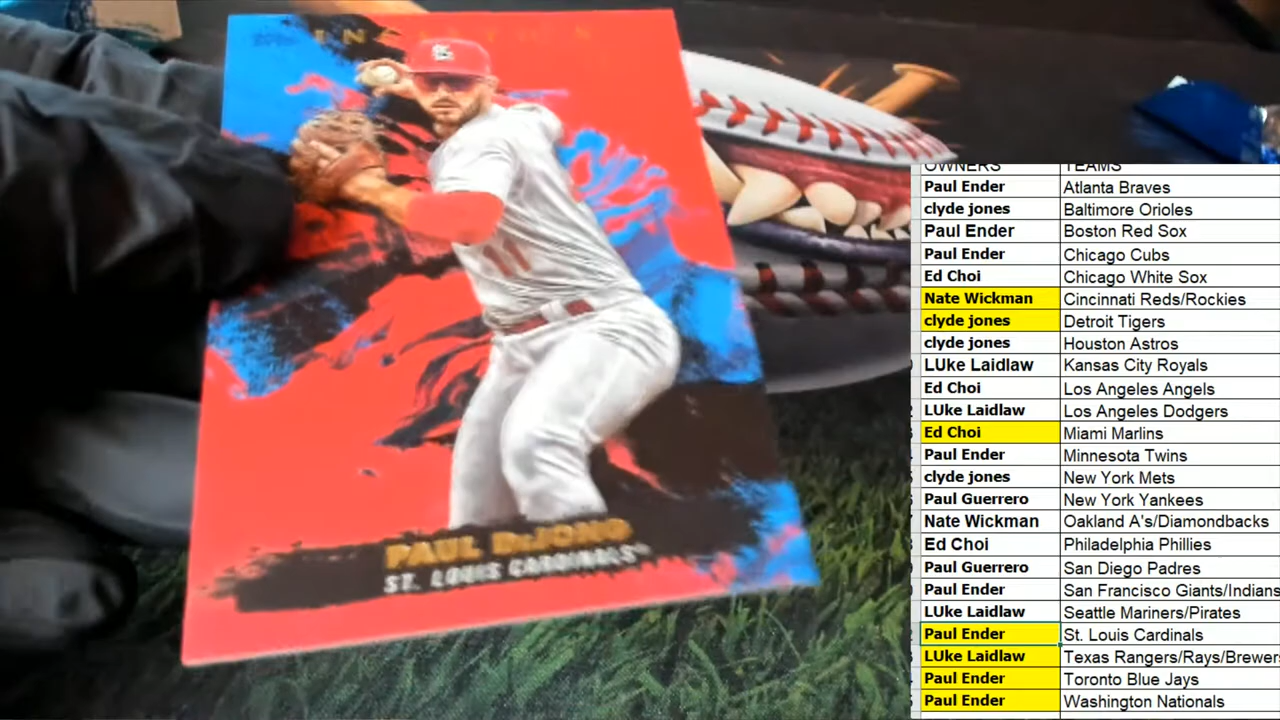 INCEPTION
11
PAUL DeJONG
ST. LOUIS CARDINALS
OWNERS TEAMS
Paul Ender Atlanta Braves
clyde jones Baltimore Orioles
Paul Ender Boston Red Sox
Paul Ender Chicago Cubs
Ed Choi Chicago White Sox
Nate Wickman Cincinnati Reds/Rockies
clyde jones Detroit Tigers
clyde jones Houston Astros
LUke Laidlaw Kansas City Royals
Ed Choi Los Angeles Angels
LUke Laidlaw Los Angeles Dodgers
Ed Choi Miami Marlins
Paul Ender Minnesota Twins
clyde jones New York Mets
Paul Guerrero New York Yankees
Nate Wickman Oakland A's/Diamondbacks
Ed Choi Philadelphia Phillies
Paul Guerrero San Diego Padres
Paul Ender San Francisco Giants/Indians
LUke Laidlaw Seattle Mariners/Pirates
Paul Ender St. Louis Cardinals
LUke Laidlaw Texas Rangers/Rays/Brewers
Paul Ender Toronto Blue Jays
Paul Ender Washington Nationals